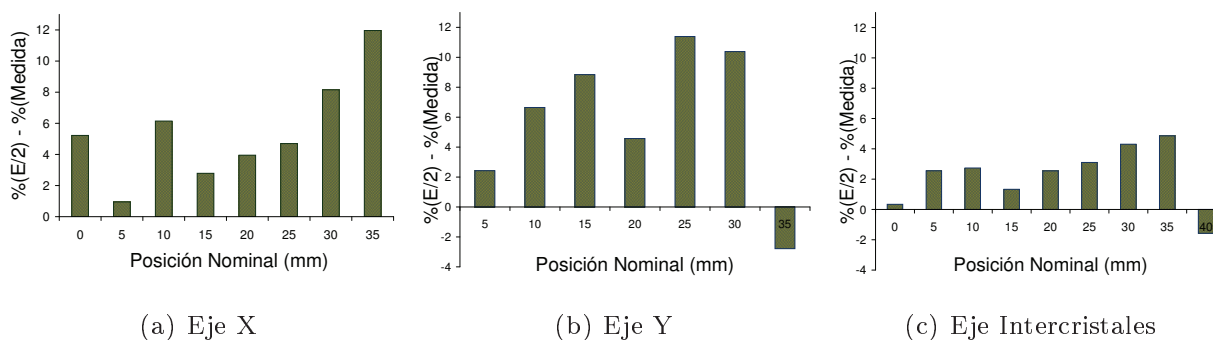 %(E/2) - %(Medida)
12
10
8
6
4
2
0
0 5 10 15 20 25 30 35
Posición Nominal (mm)
(a) Eje X
%(E/2) - %(Medida)
12
10
8
6
4
2
0
-2
-4
5 10 15 20 25 30 35
Posición Nominal (mm)
(b) Eje Y
%(E/2) - %(Medida)
12
10
8
6
4
2
0
-2
-4
0 5 10 15 20 25 30 35 40
Posición Nominal (mm)
(c) Eje Intercristales